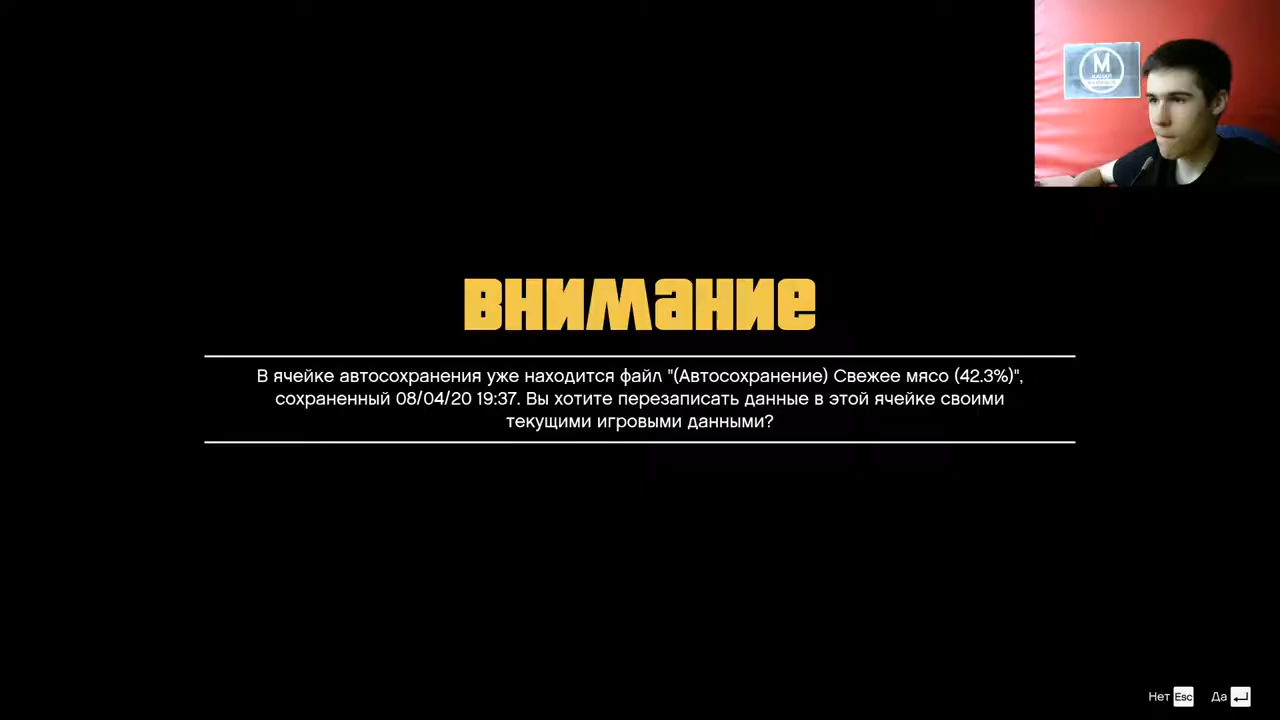 М
КАНАЛ
внимание
В ячейке автосохранения уже находится файл "(Автосохранение) Свежее мясо (42.3%)",
сохраненный 08/04/20 19:37. Вы хотите перезаписать данные в этой ячейке своими
текущими игровыми данными?
Нет Esc Да